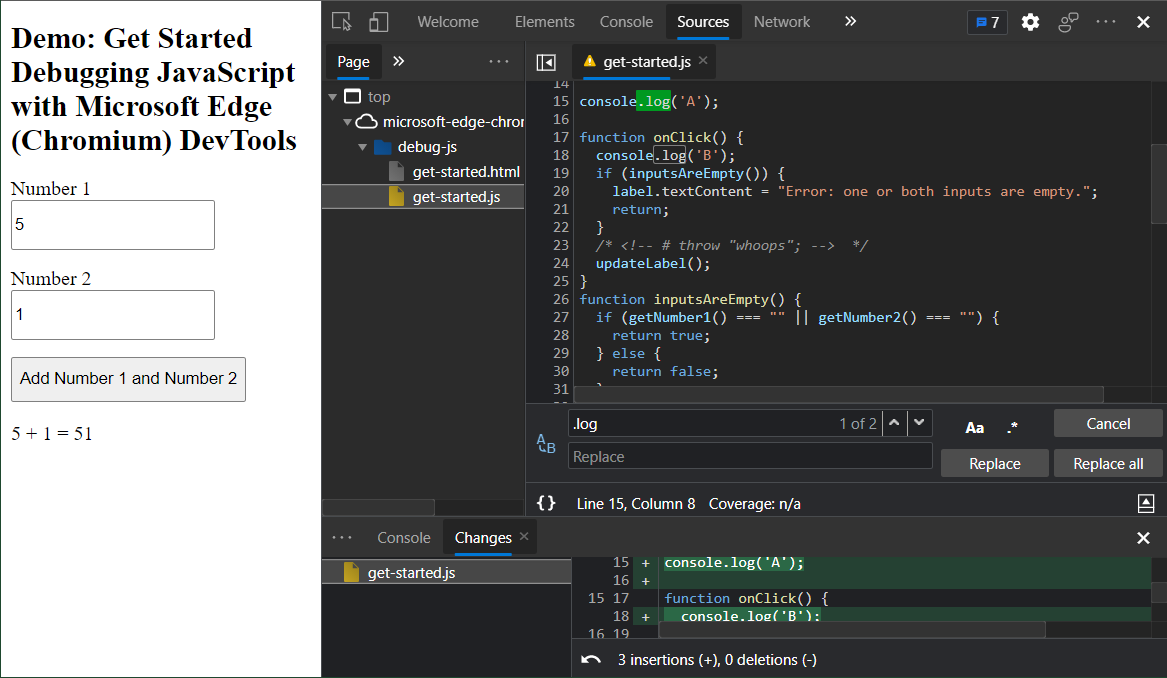 Demo: Get Started
Debugging JavaScript
with Microsoft Edge
(Chromium) DevTools
Number 1
5
Number 2
1
Add Number 1 and Number 2
5 + 1 = 51
Welcome Elements Console Sources Network » 7 ··· ×
Page » ···
top
microsoft-edge-chror
debug-js
get-started.html
get-started.js
get-started.js ×
14
15 console.log('A');
16
17 function onClick() {
18   console.log('B');
19   if (inputsAreEmpty()) {
20     label.textContent = "Error: one or both inputs are empty.";
21     return;
22   }
23   /* <!-- # throw "whoops"; -->  */
24   updateLabel();
25 }
26 function inputsAreEmpty() {
27   if (getNumber1() === "" || getNumber2() === "") {
28     return true;
29   } else {
30     return false;
31   }
.log 1 of 2 Aa .* Cancel
A B
Replace Replace Replace all
{} Line 15, Column 8 Coverage: n/a
··· Console Changes × ×
get-started.js
15 + console.log('A');
16 +
15 17 function onClick() {
18 +   console.log('B');
16 19
3 insertions (+), 0 deletions (-)